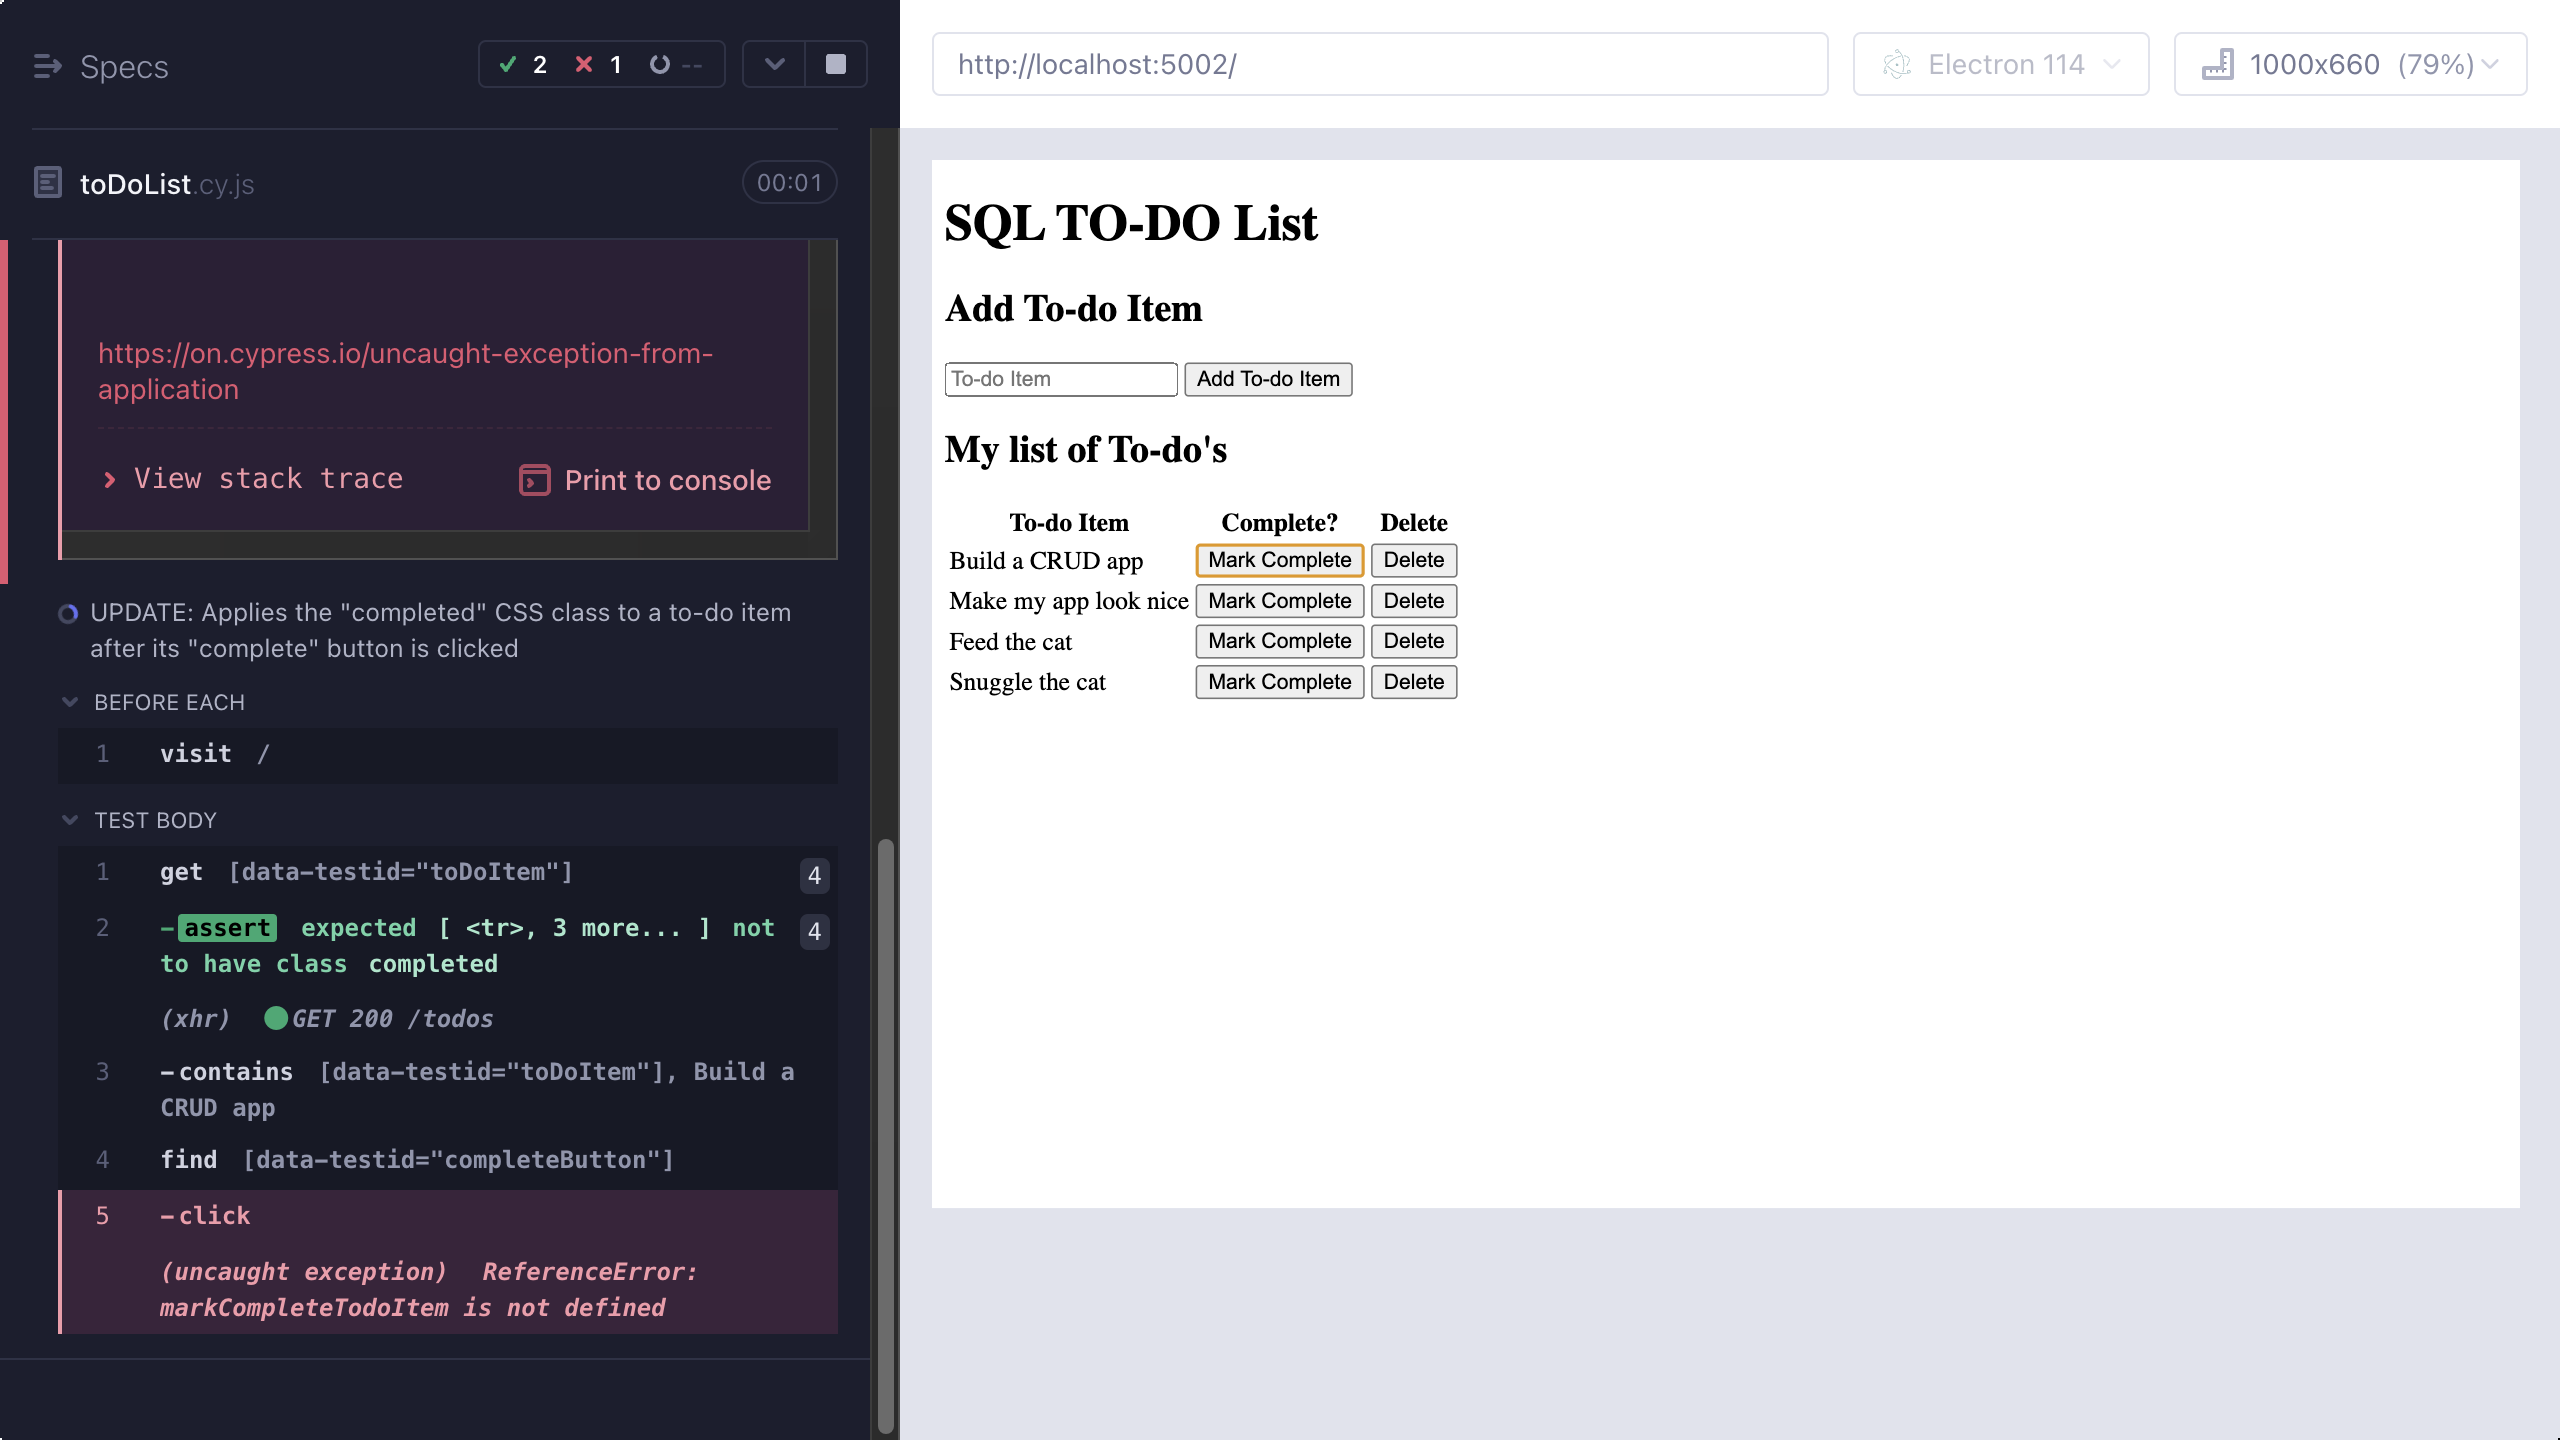 Specs
2 1 --
toDoList.cy.js 00:01
https://on.cypress.io/uncaught-exception-from-
application
View stack trace Print to console
UPDATE: Applies the "completed" CSS class to a to-do item
after its "complete" button is clicked
BEFORE EACH
1 visit /
TEST BODY
1 get [data-testid="toDoItem"] 4
2 -assert expected [ <tr>, 3 more... ] not 4
to have class completed
(xhr) GET 200 /todos
3 -contains [data-testid="toDoItem"], Build a
CRUD app
4 find [data-testid="completeButton"]
5 -click
(uncaught exception) ReferenceError:
markCompleteTodoItem is not defined
http://localhost:5002/ Electron 114 1000x660 (79%)
SQL TO-DO List
Add To-do Item
To-do Item Add To-do Item
My list of To-do's
To-do Item Complete? Delete
Build a CRUD app Mark Complete Delete
Make my app look nice Mark Complete Delete
Feed the cat Mark Complete Delete
Snuggle the cat Mark Complete Delete